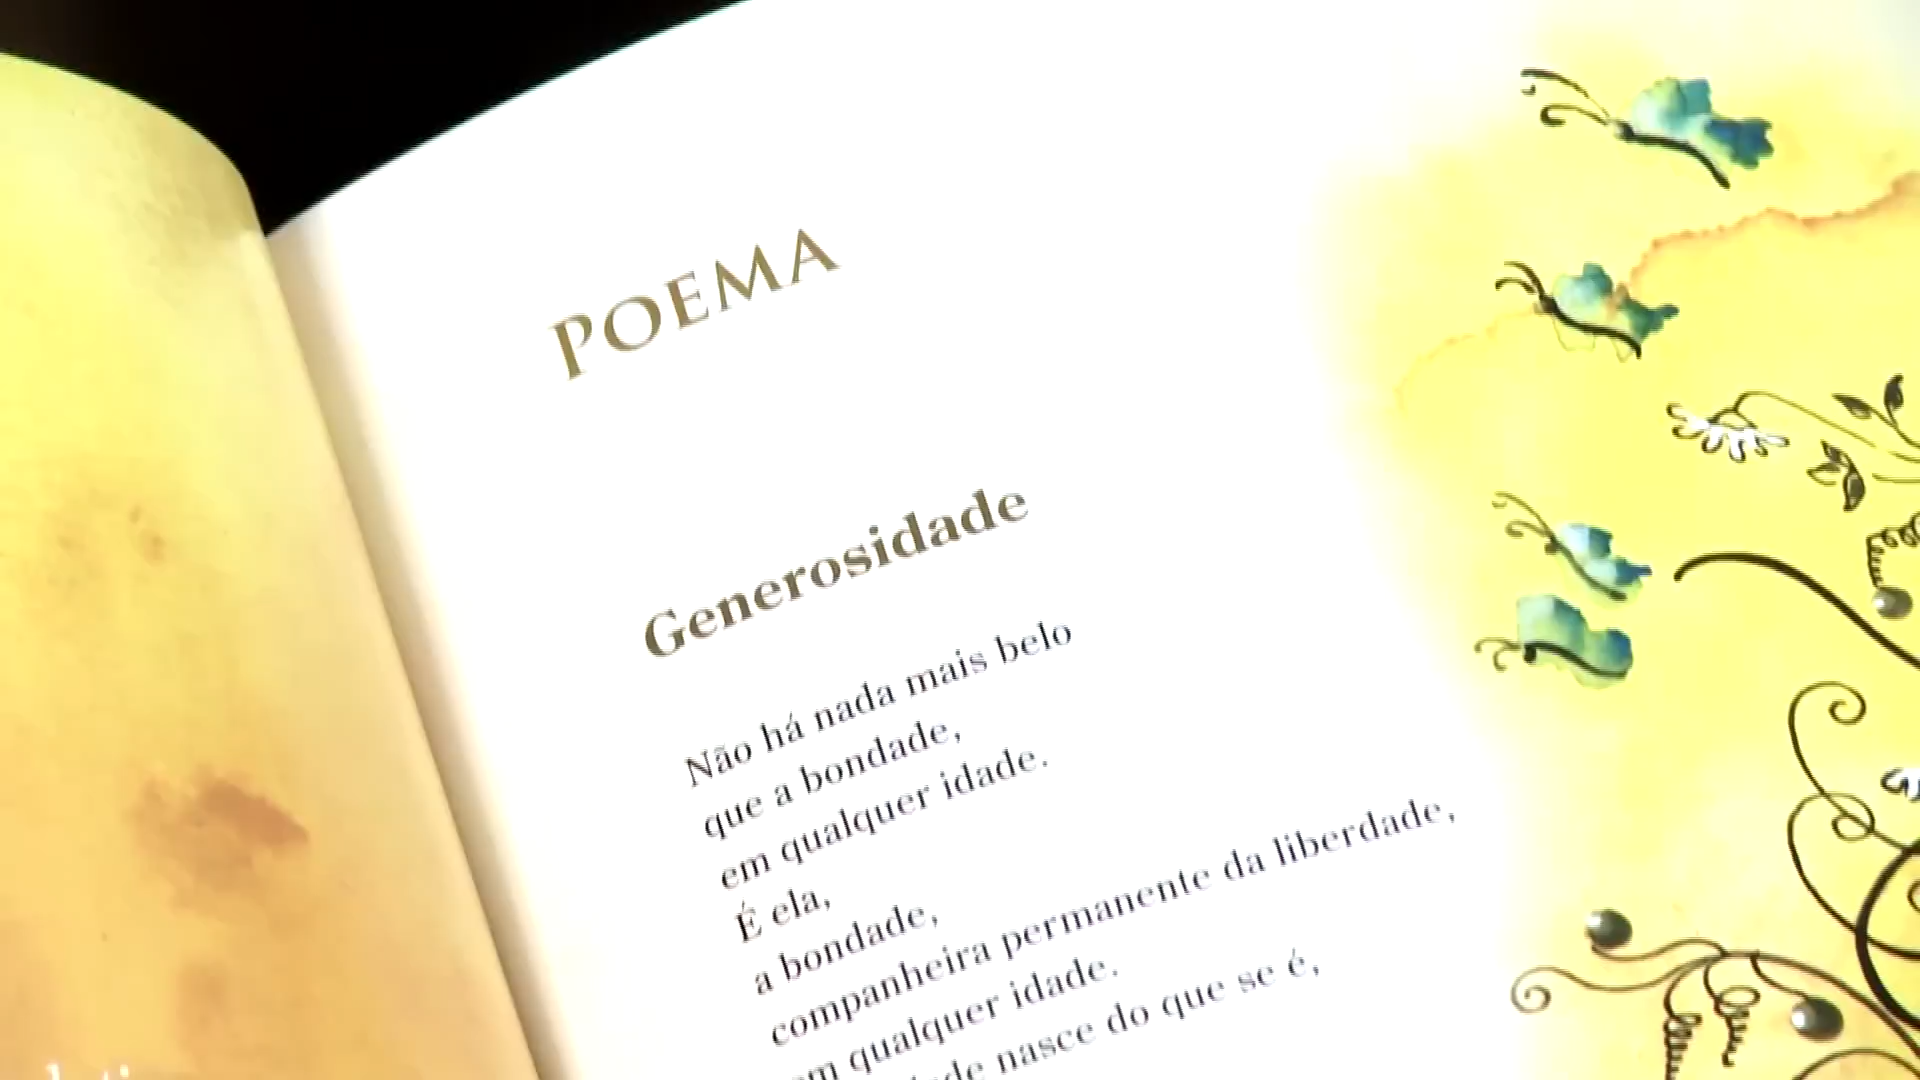 POEMA
Generosidade
Não há nada mais belo
que a bondade,
em qualquer idade.
É ela,
a bondade,
companheira permanente da liberdade,
em qualquer idade.
nasce do que se é,